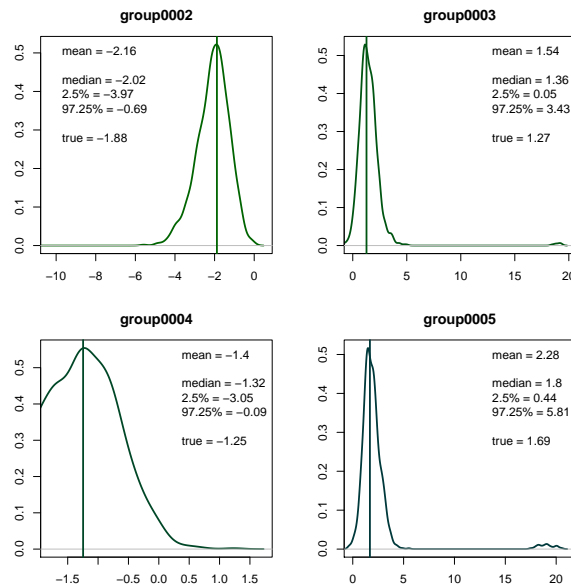 group0002
mean = −2.16
median = −2.02
2.5% = −3.97
97.25% = −0.69
true = −1.88
0.0 0.1 0.2 0.3 0.4 0.5
−10 −8 −6 −4 −2 0
group0003
mean = 1.54
median = 1.36
2.5% = 0.05
97.25% = 3.43
true = 1.27
0.0 0.1 0.2 0.3 0.4 0.5
0 5 10 15 20
group0004
mean = −1.4
median = −1.32
2.5% = −3.05
97.25% = −0.09
true = −1.25
0.0 0.1 0.2 0.3 0.4 0.5
−1.5 −0.5 0.0 0.5 1.0 1.5
group0005
mean = 2.28
median = 1.8
2.5% = 0.44
97.25% = 5.81
true = 1.69
0.0 0.1 0.2 0.3 0.4 0.5
0 5 10 15 20